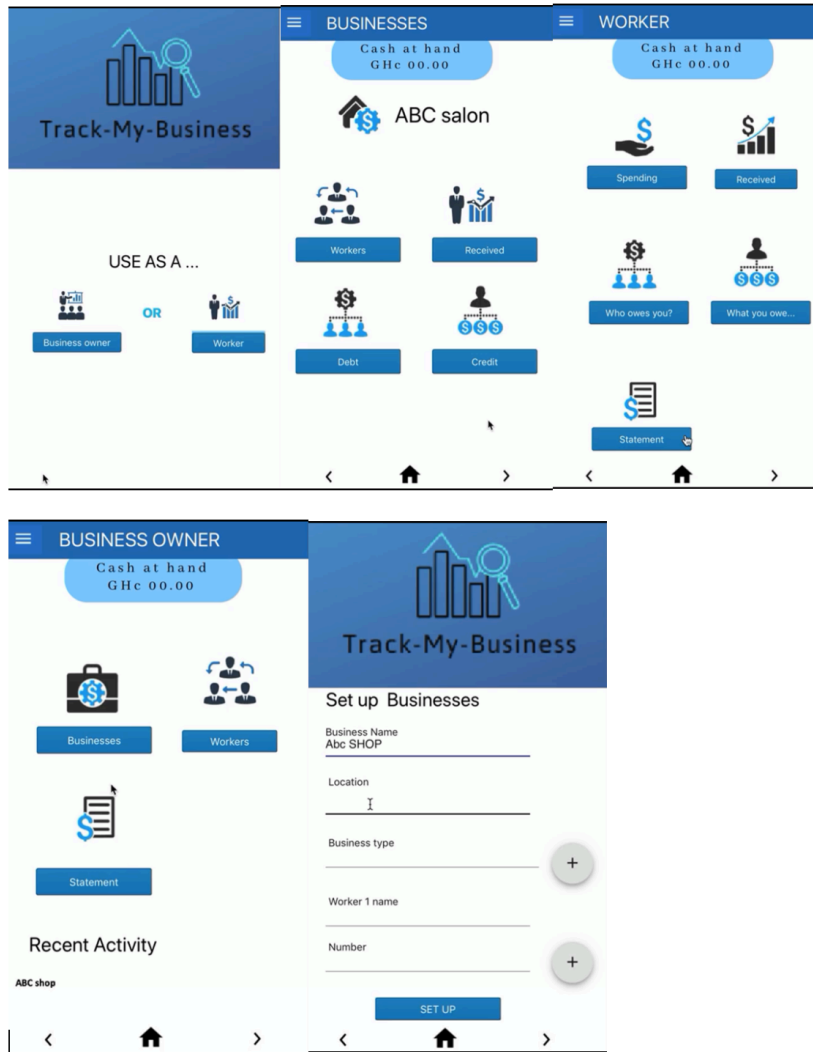 Track-My-Business
USE AS A ...
OR
Business owner
Worker
BUSINESSES
Cash at hand
GHc 00.00
ABC salon
Workers
Received
Debt
Credit
WORKER
Cash at hand
GHc 00.00
Spending
Received
Who owes you?
What you owe...
Statement
BUSINESS OWNER
Cash at hand
GHc 00.00
Businesses
Workers
Statement
Recent Activity
ABC shop
Track-My-Business
Set up Businesses
Business Name
Abc SHOP
Location
Business type
Worker 1 name
Number
SET UP